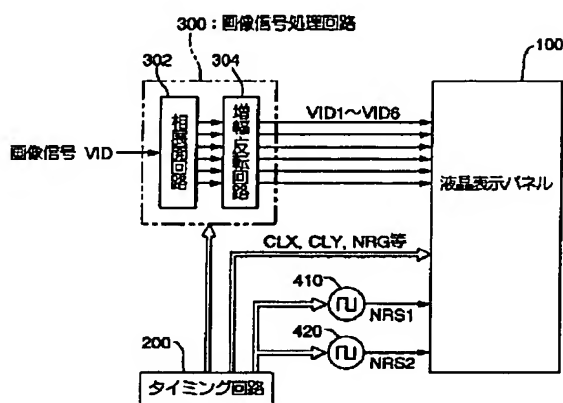 300：画像信号処理回路
100
302
304
相展開回路
増幅・反転回路
画像信号 VID
VID1～VID6
液晶表示パネル
CLX, CLY, NRG等
410
NRS1
420
NRS2
200
タイミング回路